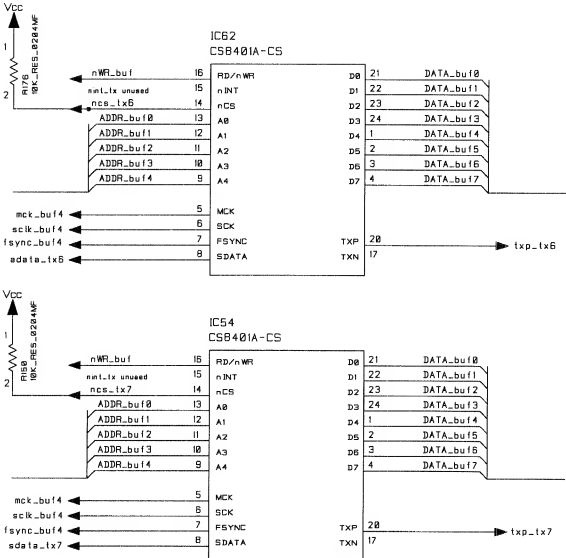 Vcc
1
R176
10K_RES_0204MF
2
IC62
CS8401A-CS
nWR_buf 16 RD/nWR D0 21 DATA_buf0
nint_tx unused 15 nINT D1 22 DATA_buf1
ncs_tx6 14 nCS D2 23 DATA_buf2
ADDR_buf0 13 A0 D3 24 DATA_buf3
ADDR_buf1 12 A1 D4 1 DATA_buf4
ADDR_buf2 11 A2 D5 2 DATA_buf5
ADDR_buf3 10 A3 D6 3 DATA_buf6
ADDR_buf4 9 A4 D7 4 DATA_buf7
mck_buf4 5 MCK
sclk_buf4 6 SCK
fsync_buf4 7 FSYNC TXP 20 txp_tx6
adata_tx6 8 SDATA TXN 17
Vcc
1
R150
10K_RES_0204MF
2
IC54
CS8401A-CS
nWR_buf 16 RD/nWR D0 21 DATA_buf0
nint_tx unused 15 nINT D1 22 DATA_buf1
ncs_tx7 14 nCS D2 23 DATA_buf2
ADDR_buf0 13 A0 D3 24 DATA_buf3
ADDR_buf1 12 A1 D4 1 DATA_buf4
ADDR_buf2 11 A2 D5 2 DATA_buf5
ADDR_buf3 10 A3 D6 3 DATA_buf6
ADDR_buf4 9 A4 D7 4 DATA_buf7
mck_buf4 5 MCK
sclk_buf4 6 SCK
fsync_buf4 7 FSYNC TXP 20 txp_tx7
sdata_tx7 8 SDATA TXN 17